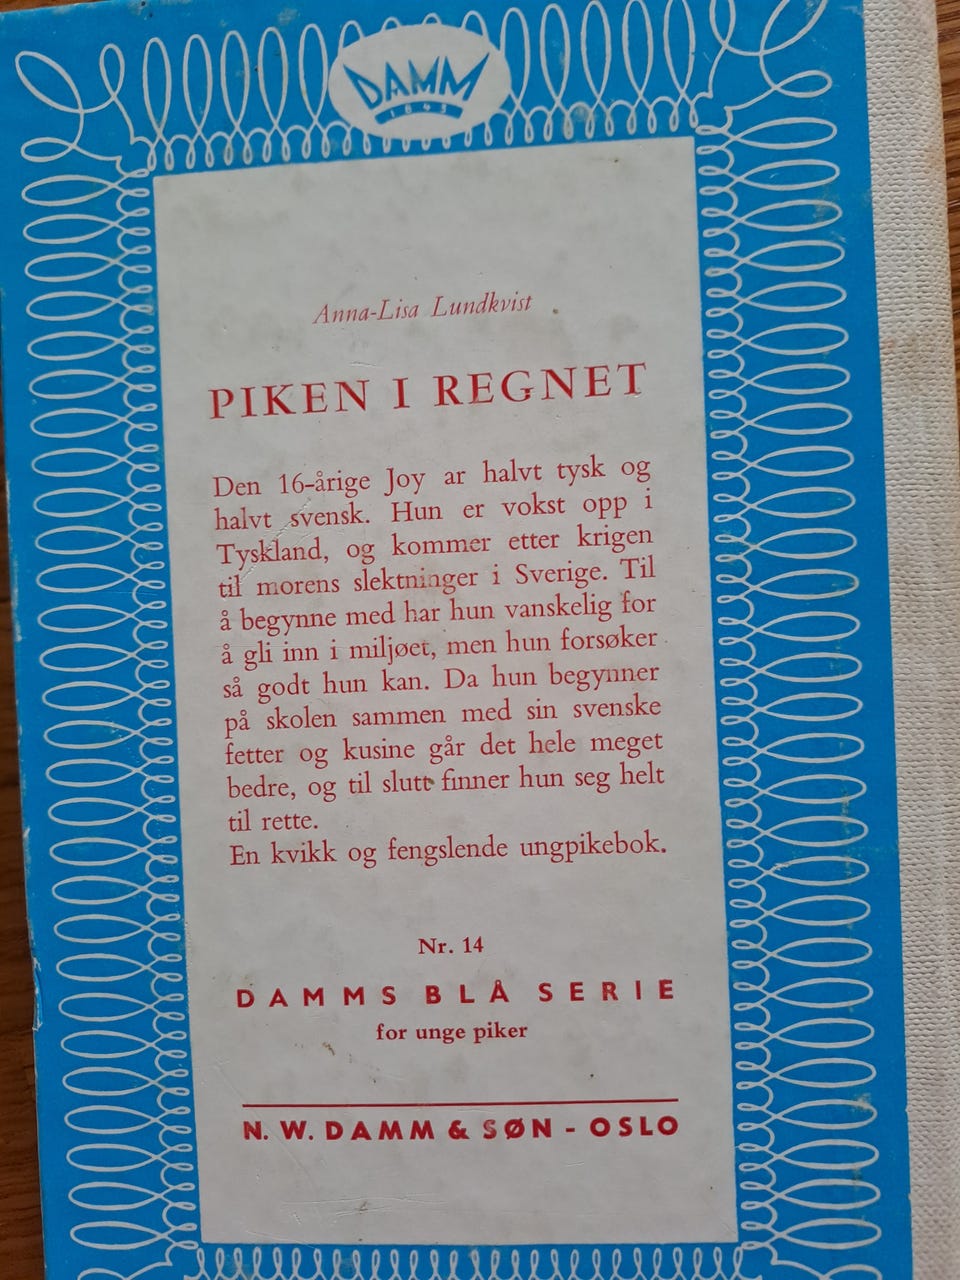 DAMM
1843
Anna-Lisa Lundkvist
PIKEN I REGNET
Den 16-årige Joy ar halvt tysk og
halvt svensk. Hun er vokst opp i
Tyskland, og kommer etter krigen
til morens slektninger i Sverige. Til
å begynne med har hun vanskelig for
å gli inn i miljøet, men hun forsøker
så godt hun kan. Da hun begynner
på skolen sammen med sin svenske
fetter og kusine går det hele meget
bedre, og til slutt finner hun seg helt
til rette.
En kvikk og fengslende ungpikebok.
Nr. 14
DAMMS BLÅ SERIE
for unge piker
N. W. DAMM & SØN - OSLO